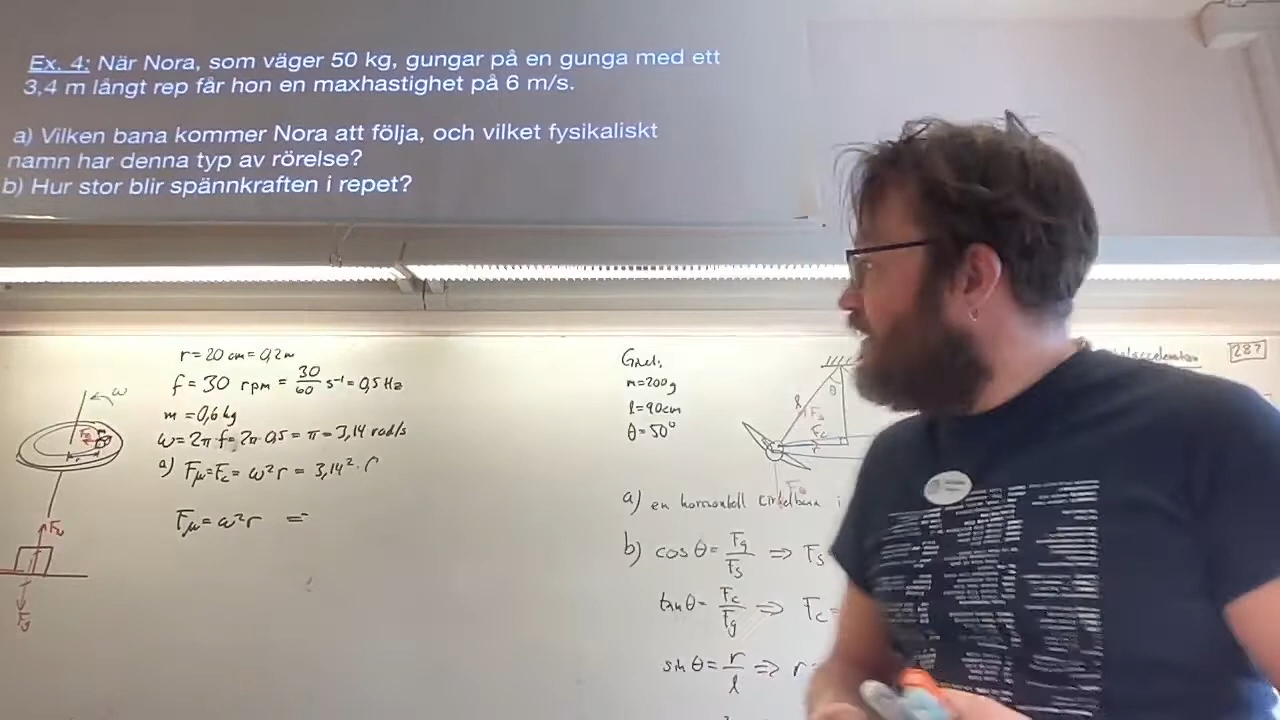 Ex. 4: När Nora, som väger 50 kg, gungar på en gunga med ett
3,4 m långt rep får hon en maxhastighet på 6 m/s.
a) Vilken bana kommer Nora att följa, och vilket fysikaliskt
namn har denna typ av rörelse?
b) Hur stor blir spännkraften i repet?
r = 20 cm = 0,2 m
f = 30 rpm = 30/60 s⁻¹ = 0,5 Hz
m = 0,6 kg
ω = 2π f = 2π · 0,5 = π = 3,14 rad/s
a) Fμ = Fc = ω²r = 3,14² · r
Fμ = ω²r =
ω
Fg
m = 200 g
l = 90 cm
θ = 50°
θ
l
Fs
Fc
r
287
a) en horisontell cirkelbana i
b) cos θ = Fg/Fs ⇒ Fs
tan θ = Fc/Fg ⇒ Fc =
sin θ = r/l ⇒ r =